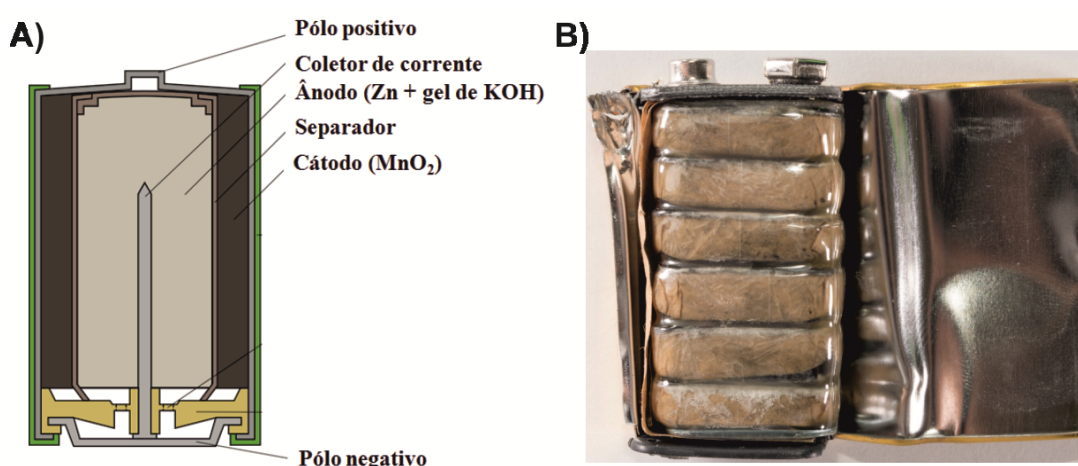 A)
Pólo positivo
Coletor de corrente
Ânodo (Zn + gel de KOH)
Separador
Cátodo (MnO₂)
Pólo negativo
B)